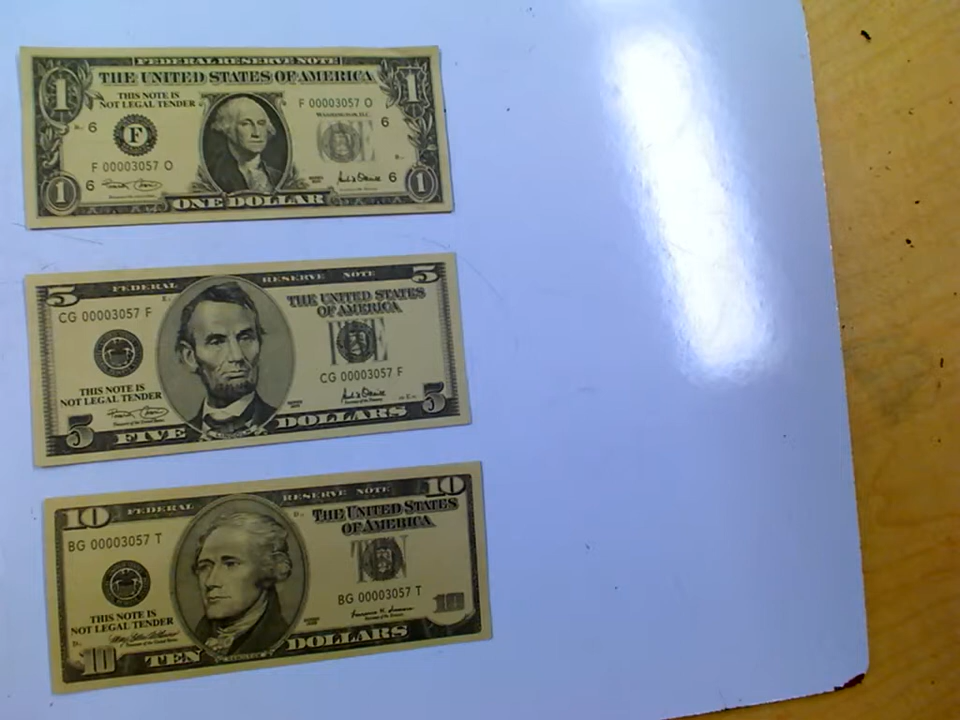 FEDERAL RESERVE NOTE
THE UNITED STATES OF AMERICA
1
1
THIS NOTE IS
NOT LEGAL TENDER
F 00003057 O
WASHINGTON, D.C.
6
F
6
F 00003057 O
6
6
1
ONE DOLLAR
1
5
FEDERAL RESERVE NOTE
5
CG 00003057 F
THE UNITED STATES
OF AMERICA
CG 00003057 F
THIS NOTE IS
NOT LEGAL TENDER
5
FIVE DOLLARS
5
10
FEDERAL RESERVE NOTE
10
BG 00003057 T
THE UNITED STATES
OF AMERICA
TEN
BG 00003057 T
THIS NOTE IS
NOT LEGAL TENDER
10
10
TEN DOLLARS